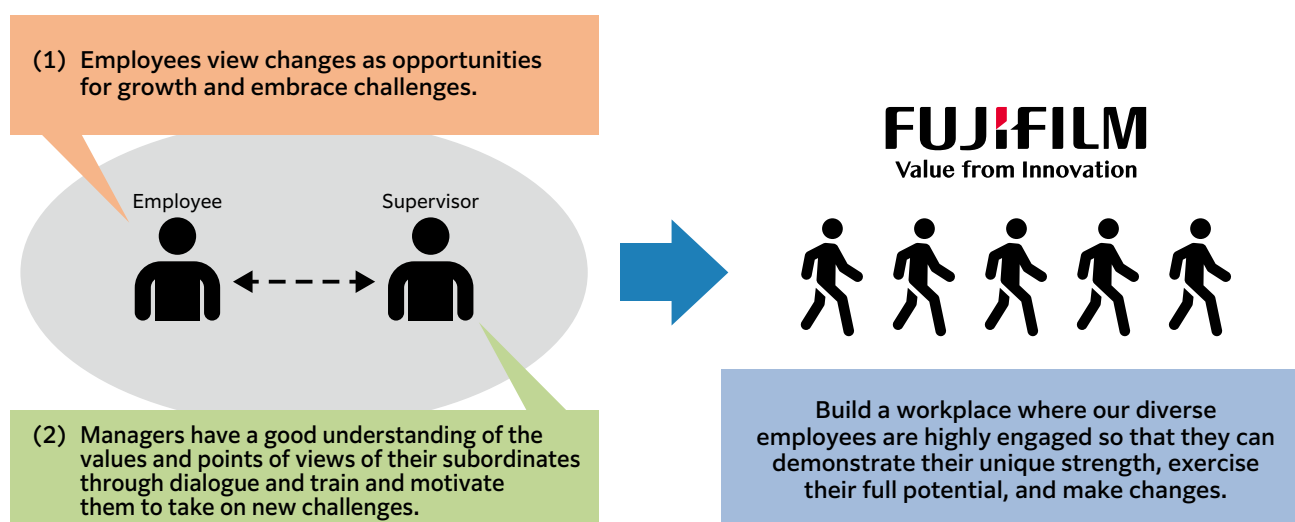 (1) Employees view changes as opportunities
for growth and embrace challenges.
Employee
Supervisor
(2) Managers have a good understanding of the
values and points of views of their subordinates
through dialogue and train and motivate
them to take on new challenges.
FUJIFILM
Value from Innovation
Build a workplace where our diverse
employees are highly engaged so that they can
demonstrate their unique strength, exercise
their full potential, and make changes.